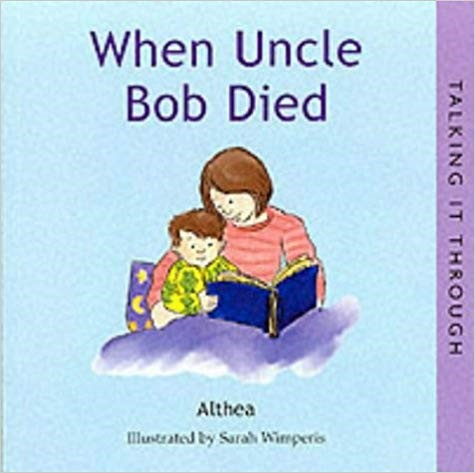 When Uncle
Bob Died
TALKING IT THROUGH
Althea
Illustrated by Sarah Wimperis